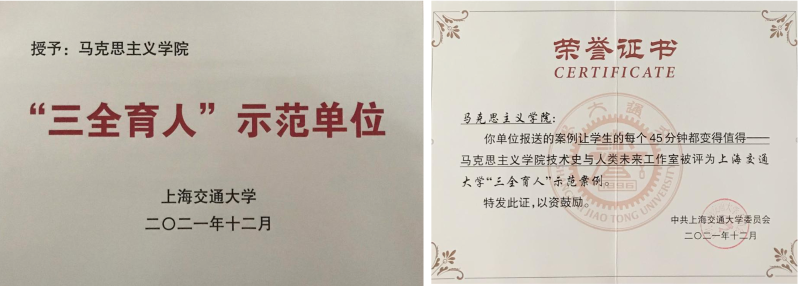 授予：马克思主义学院
“三全育人”示范单位
上海交通大学
二〇二一年十二月
荣誉证书
CERTIFICATE
马克思主义学院：
你单位报送的案例让学生的每个45分钟都变得值得——
马克思主义学院技术史与人类未来工作室被评为上海交通
大学“三全育人”示范案例。
特发此证，以资鼓励。
中共上海交通大学委员会
二〇二一年十二月
1896
JIAO TONG UNIVERSITY